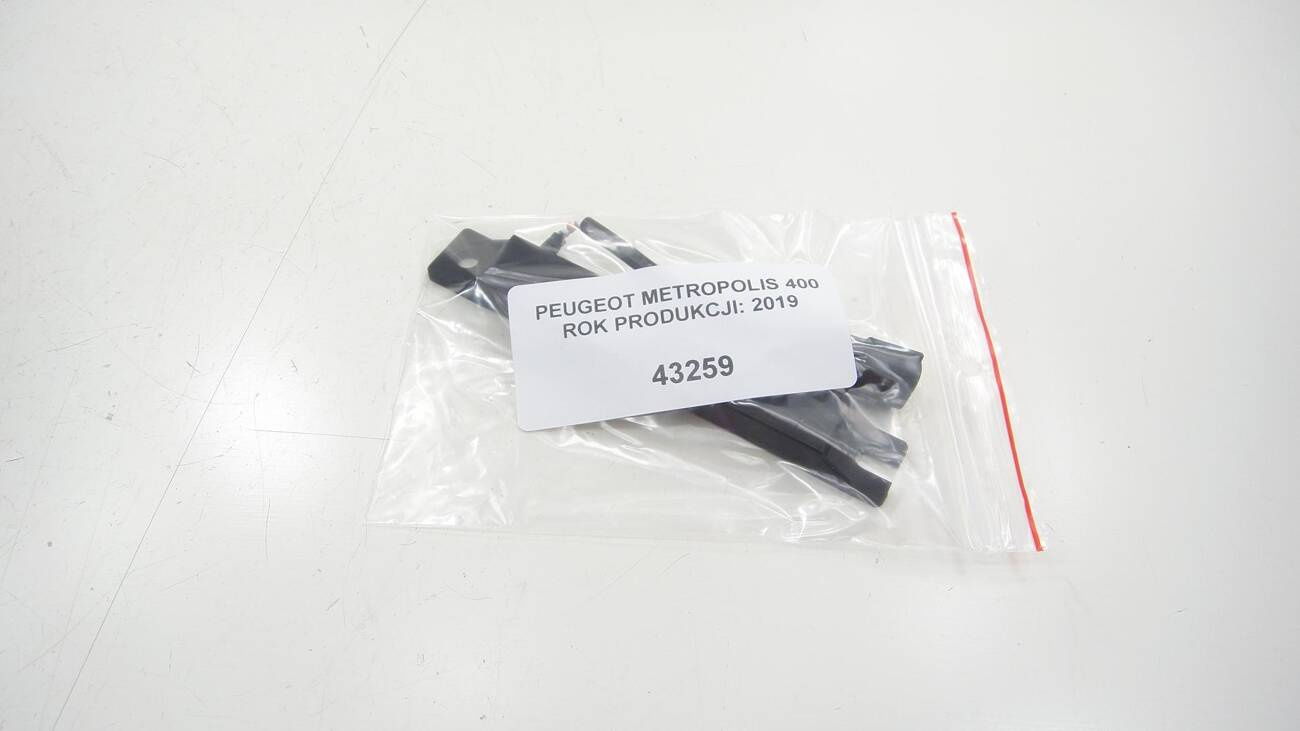 PEUGEOT METROPOLIS 400
ROK PRODUKCJI: 2019
43259